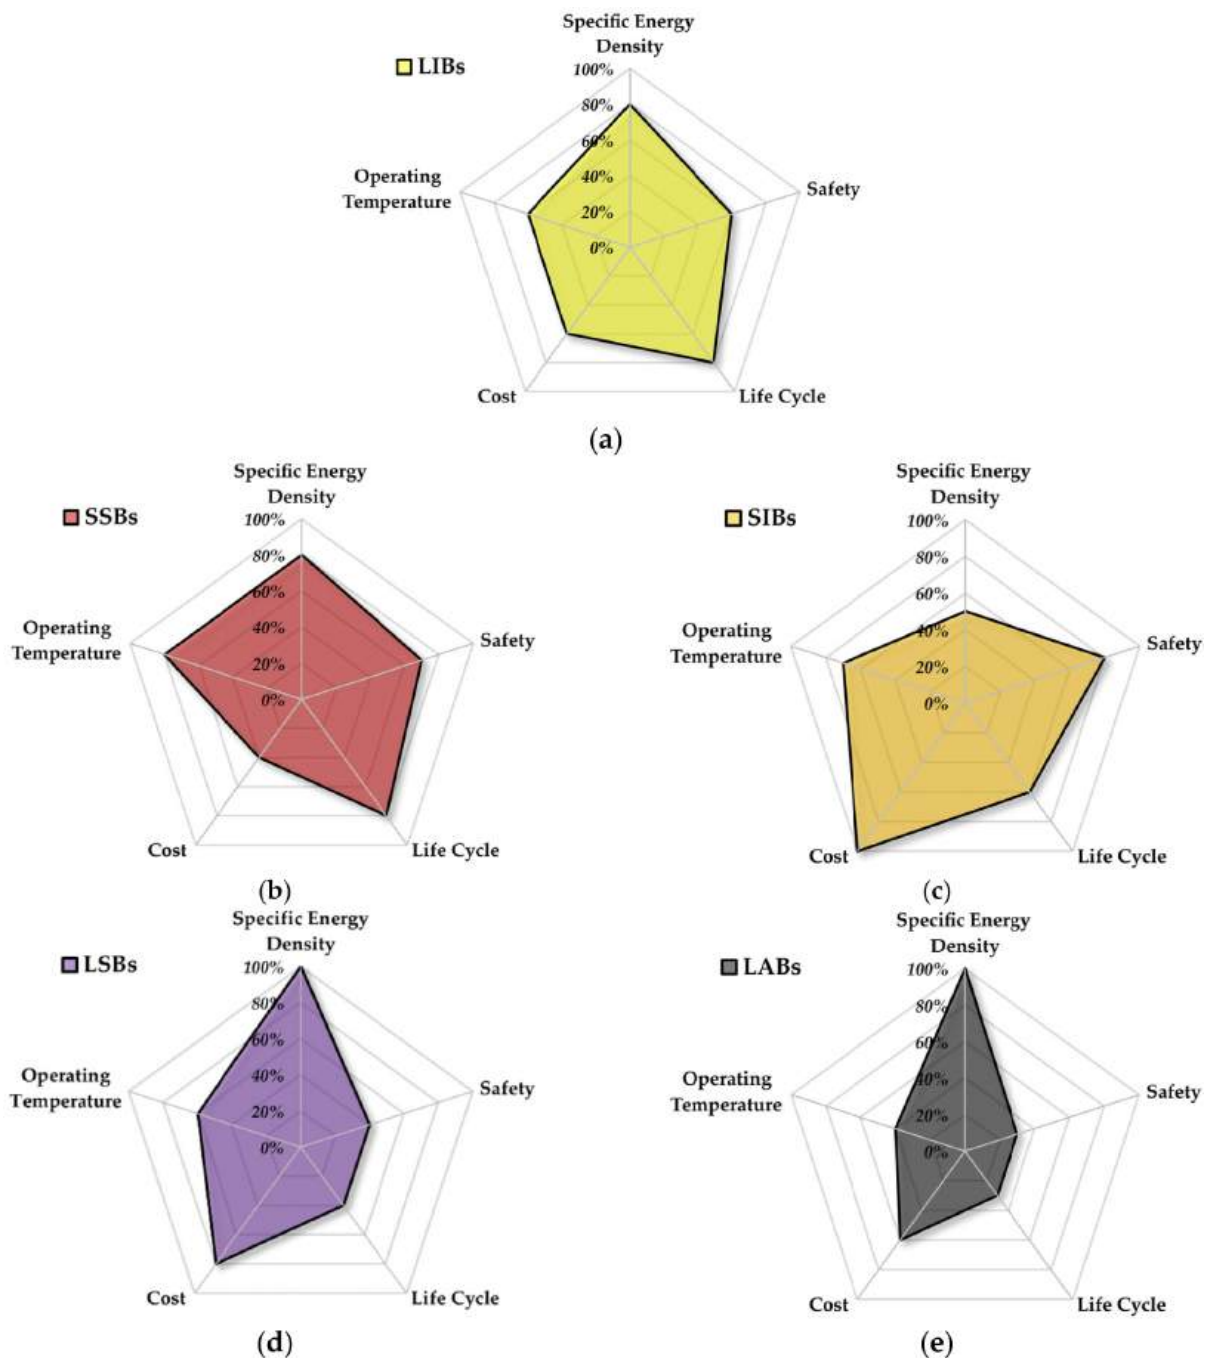 Specific Energy
Density
LIBs
100%
80%
60%
40%
20%
0%
Operating
Temperature
Safety
Cost
Life Cycle
(a)
Specific Energy
Density
SSBs
100%
80%
60%
40%
20%
0%
Operating
Temperature
Safety
Cost
Life Cycle
(b)
Specific Energy
Density
SIBs
100%
80%
60%
40%
20%
0%
Operating
Temperature
Safety
Cost
Life Cycle
(c)
Specific Energy
Density
LSBs
100%
80%
60%
40%
20%
0%
Operating
Temperature
Safety
Cost
Life Cycle
(d)
Specific Energy
Density
LABs
100%
80%
60%
40%
20%
0%
Operating
Temperature
Safety
Cost
Life Cycle
(e)